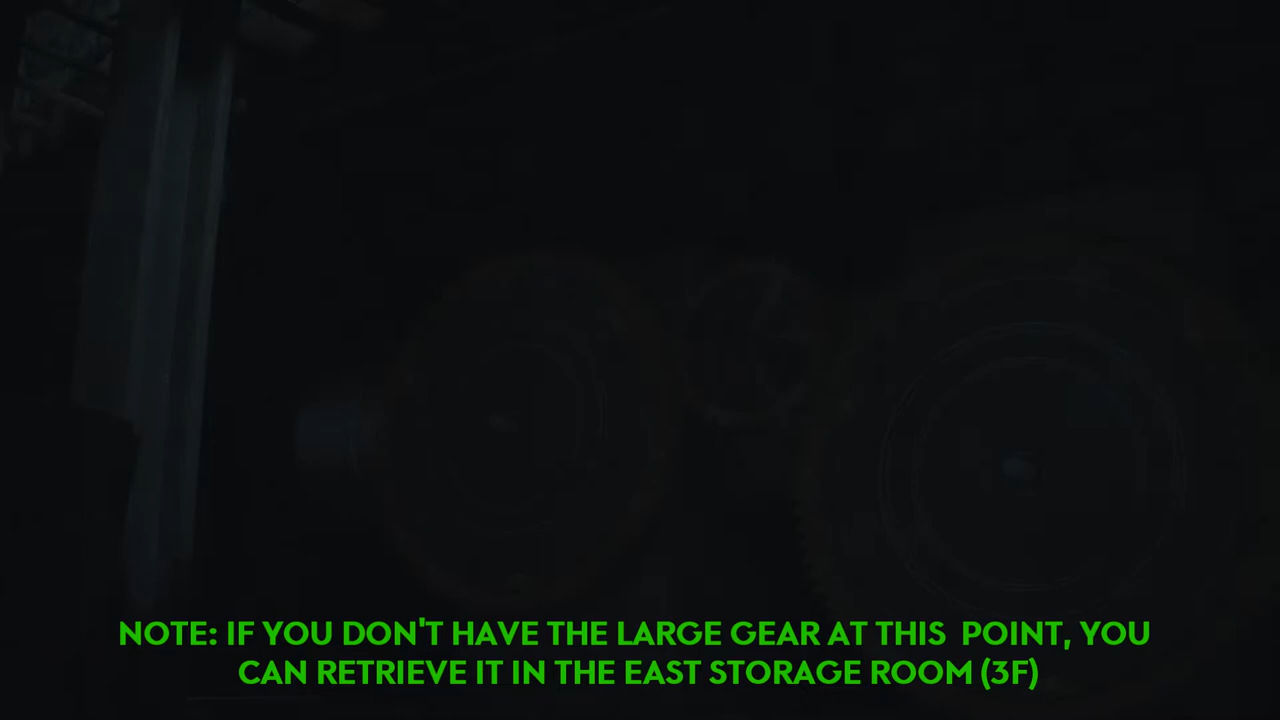 NOTE: IF YOU DON'T HAVE THE LARGE GEAR AT THIS POINT, YOU
CAN RETRIEVE IT IN THE EAST STORAGE ROOM (3F)